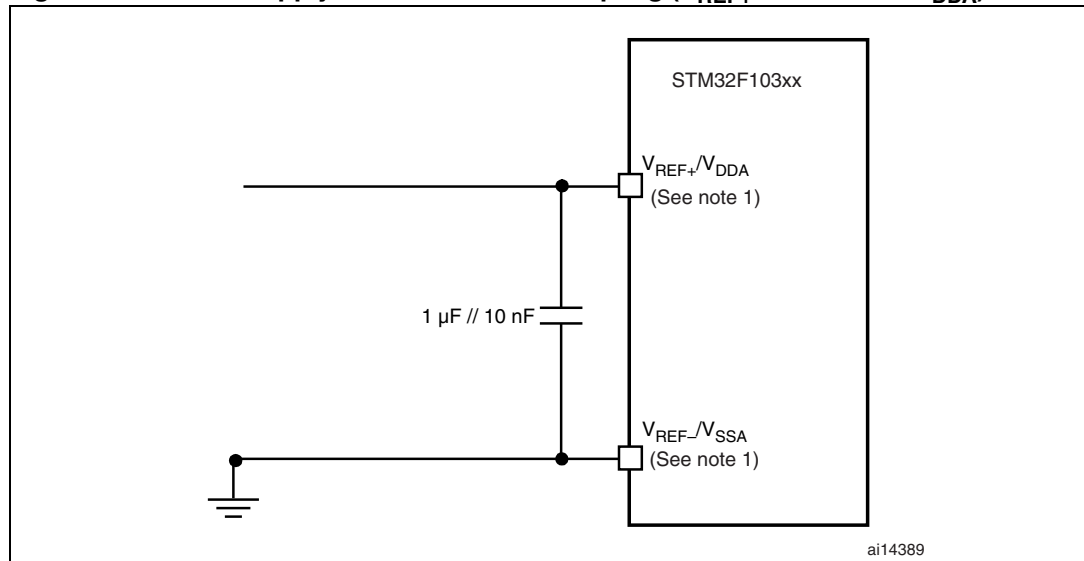 STM32F103xx
VREF+/VDDA
(See note 1)
1 µF // 10 nF
VREF–/VSSA
(See note 1)
ai14389